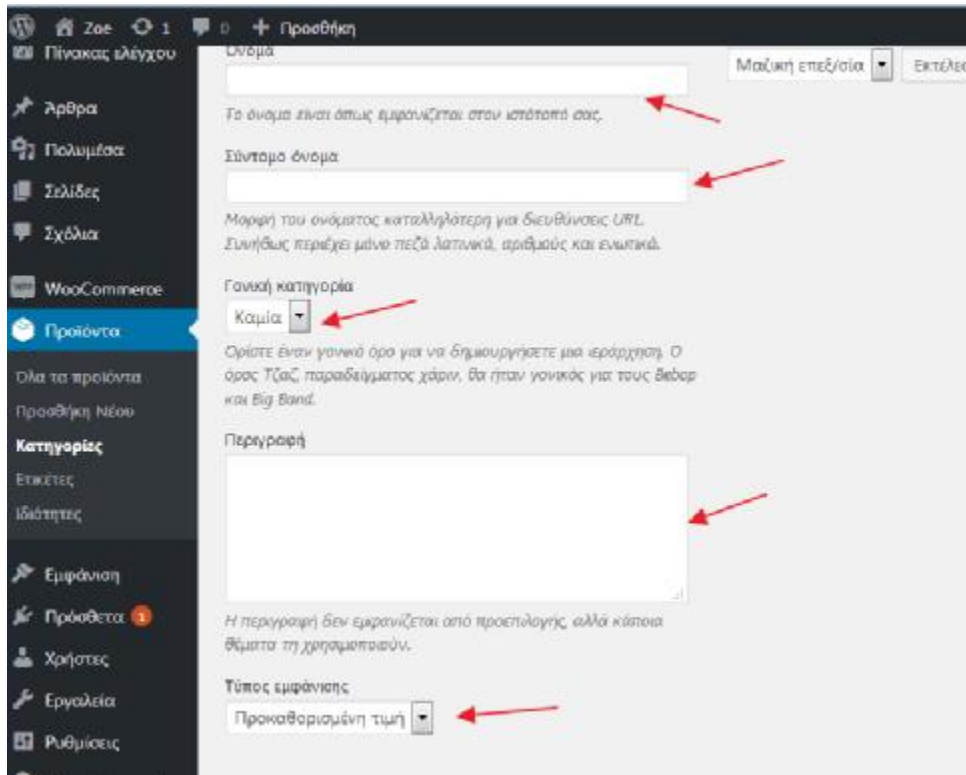 Zoe 1 0 + Προσθήκη
Πίνακας ελέγχου
Άρθρα
Πολυμέσα
Σελίδες
Σχόλια
WooCommerce
Προϊόντα
Όλα τα προϊόντα
Προσθήκη Νέου
Κατηγορίες
Ετικέτες
Ιδιότητες
Εμφάνιση
Πρόσθετα 1
Χρήστες
Εργαλεία
Ρυθμίσεις
Όνομα
Το όνομα είναι όπως εμφανίζεται στον ιστότοπό σας.
Σύντομο όνομα
Μορφή του ονόματος καταλληλότερη για διευθύνσεις URL.
Συνήθως περιέχει μόνο πεζά λατινικά, αριθμούς και ενωτικά.
Γονική κατηγορία
Καμία
Ορίστε έναν γονικό όρο για να δημιουργήσετε μια ιεράρχηση. Ο
όρος Τζαζ, παραδείγματος χάριν, θα ήταν γονικός για τους Bebop
και Big Band.
Περιγραφή
Η περιγραφή δεν εμφανίζεται από προεπιλογής, αλλά κάποια
θέματα τη χρησιμοποιούν.
Τύπος εμφάνισης
Προκαθορισμένη τιμή
Μαζική επεξ/σία